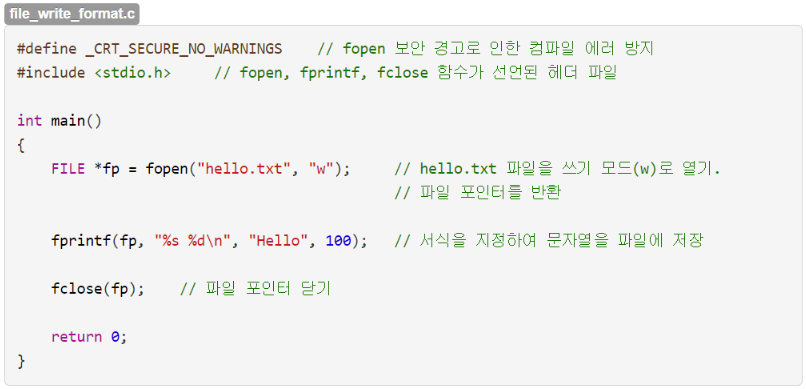 file_write_format.c
#define _CRT_SECURE_NO_WARNINGS    // fopen 보안 경고로 인한 컴파일 에러 방지
#include <stdio.h>     // fopen, fprintf, fclose 함수가 선언된 헤더 파일
int main()
{
    FILE *fp = fopen("hello.txt", "w");     // hello.txt 파일을 쓰기 모드(w)로 열기.
                                            // 파일 포인터를 반환
    fprintf(fp, "%s %d\n", "Hello", 100);   // 서식을 지정하여 문자열을 파일에 저장
    fclose(fp);    // 파일 포인터 닫기
    return 0;
}